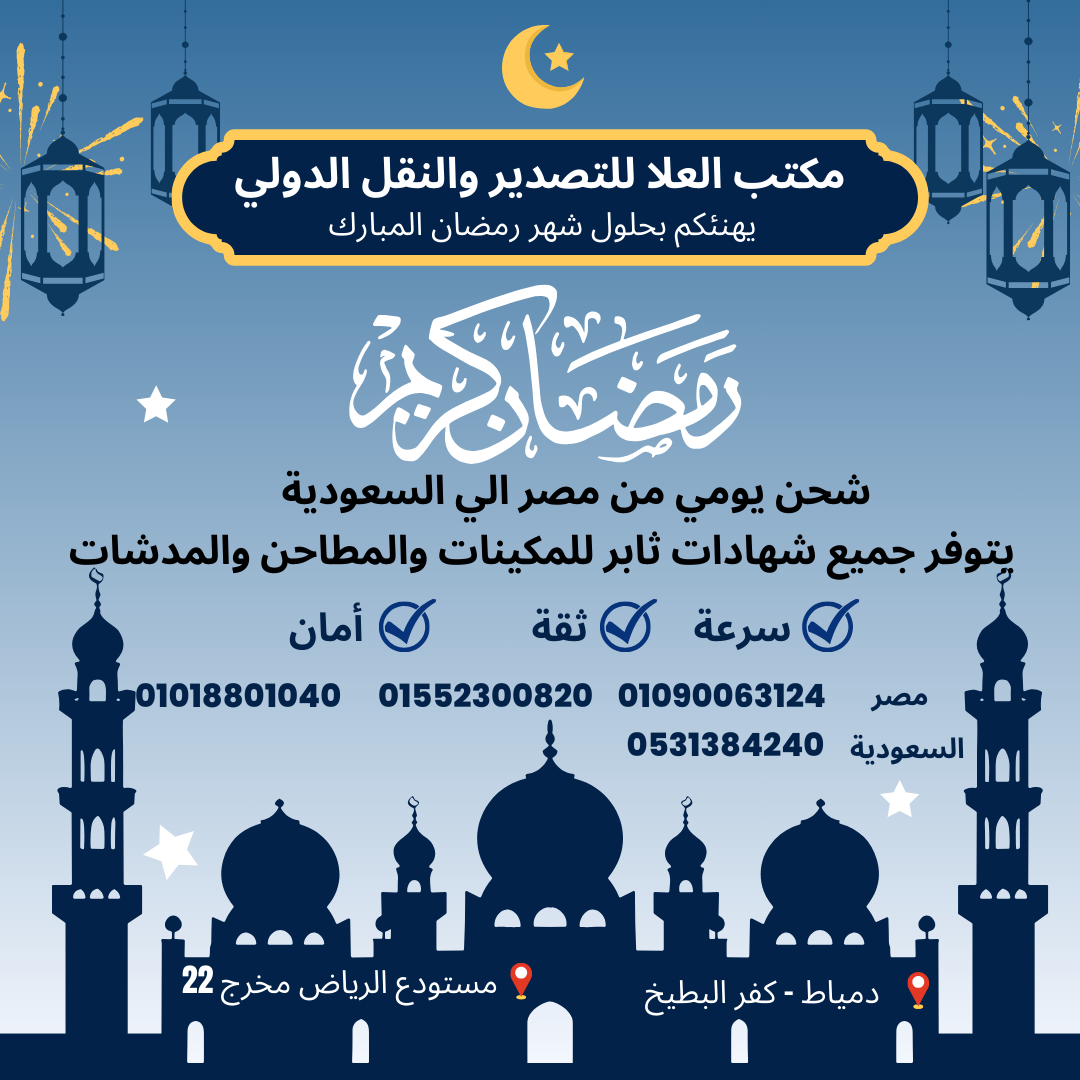 مكتب العلا للتصدير والنقل الدولي
يهنئكم بحلول شهر رمضان المبارك
رمضان كريم
شحن يومي من مصر الي السعودية
يتوفر جميع شهادات ثابر للمكينات والمطاحن والمدشات
سرعة ثقة أمان
مصر 01090063124 01552300820 01018801040
السعودية 0531384240
دمياط - كفر البطيخ
مستودع الرياض مخرج 22